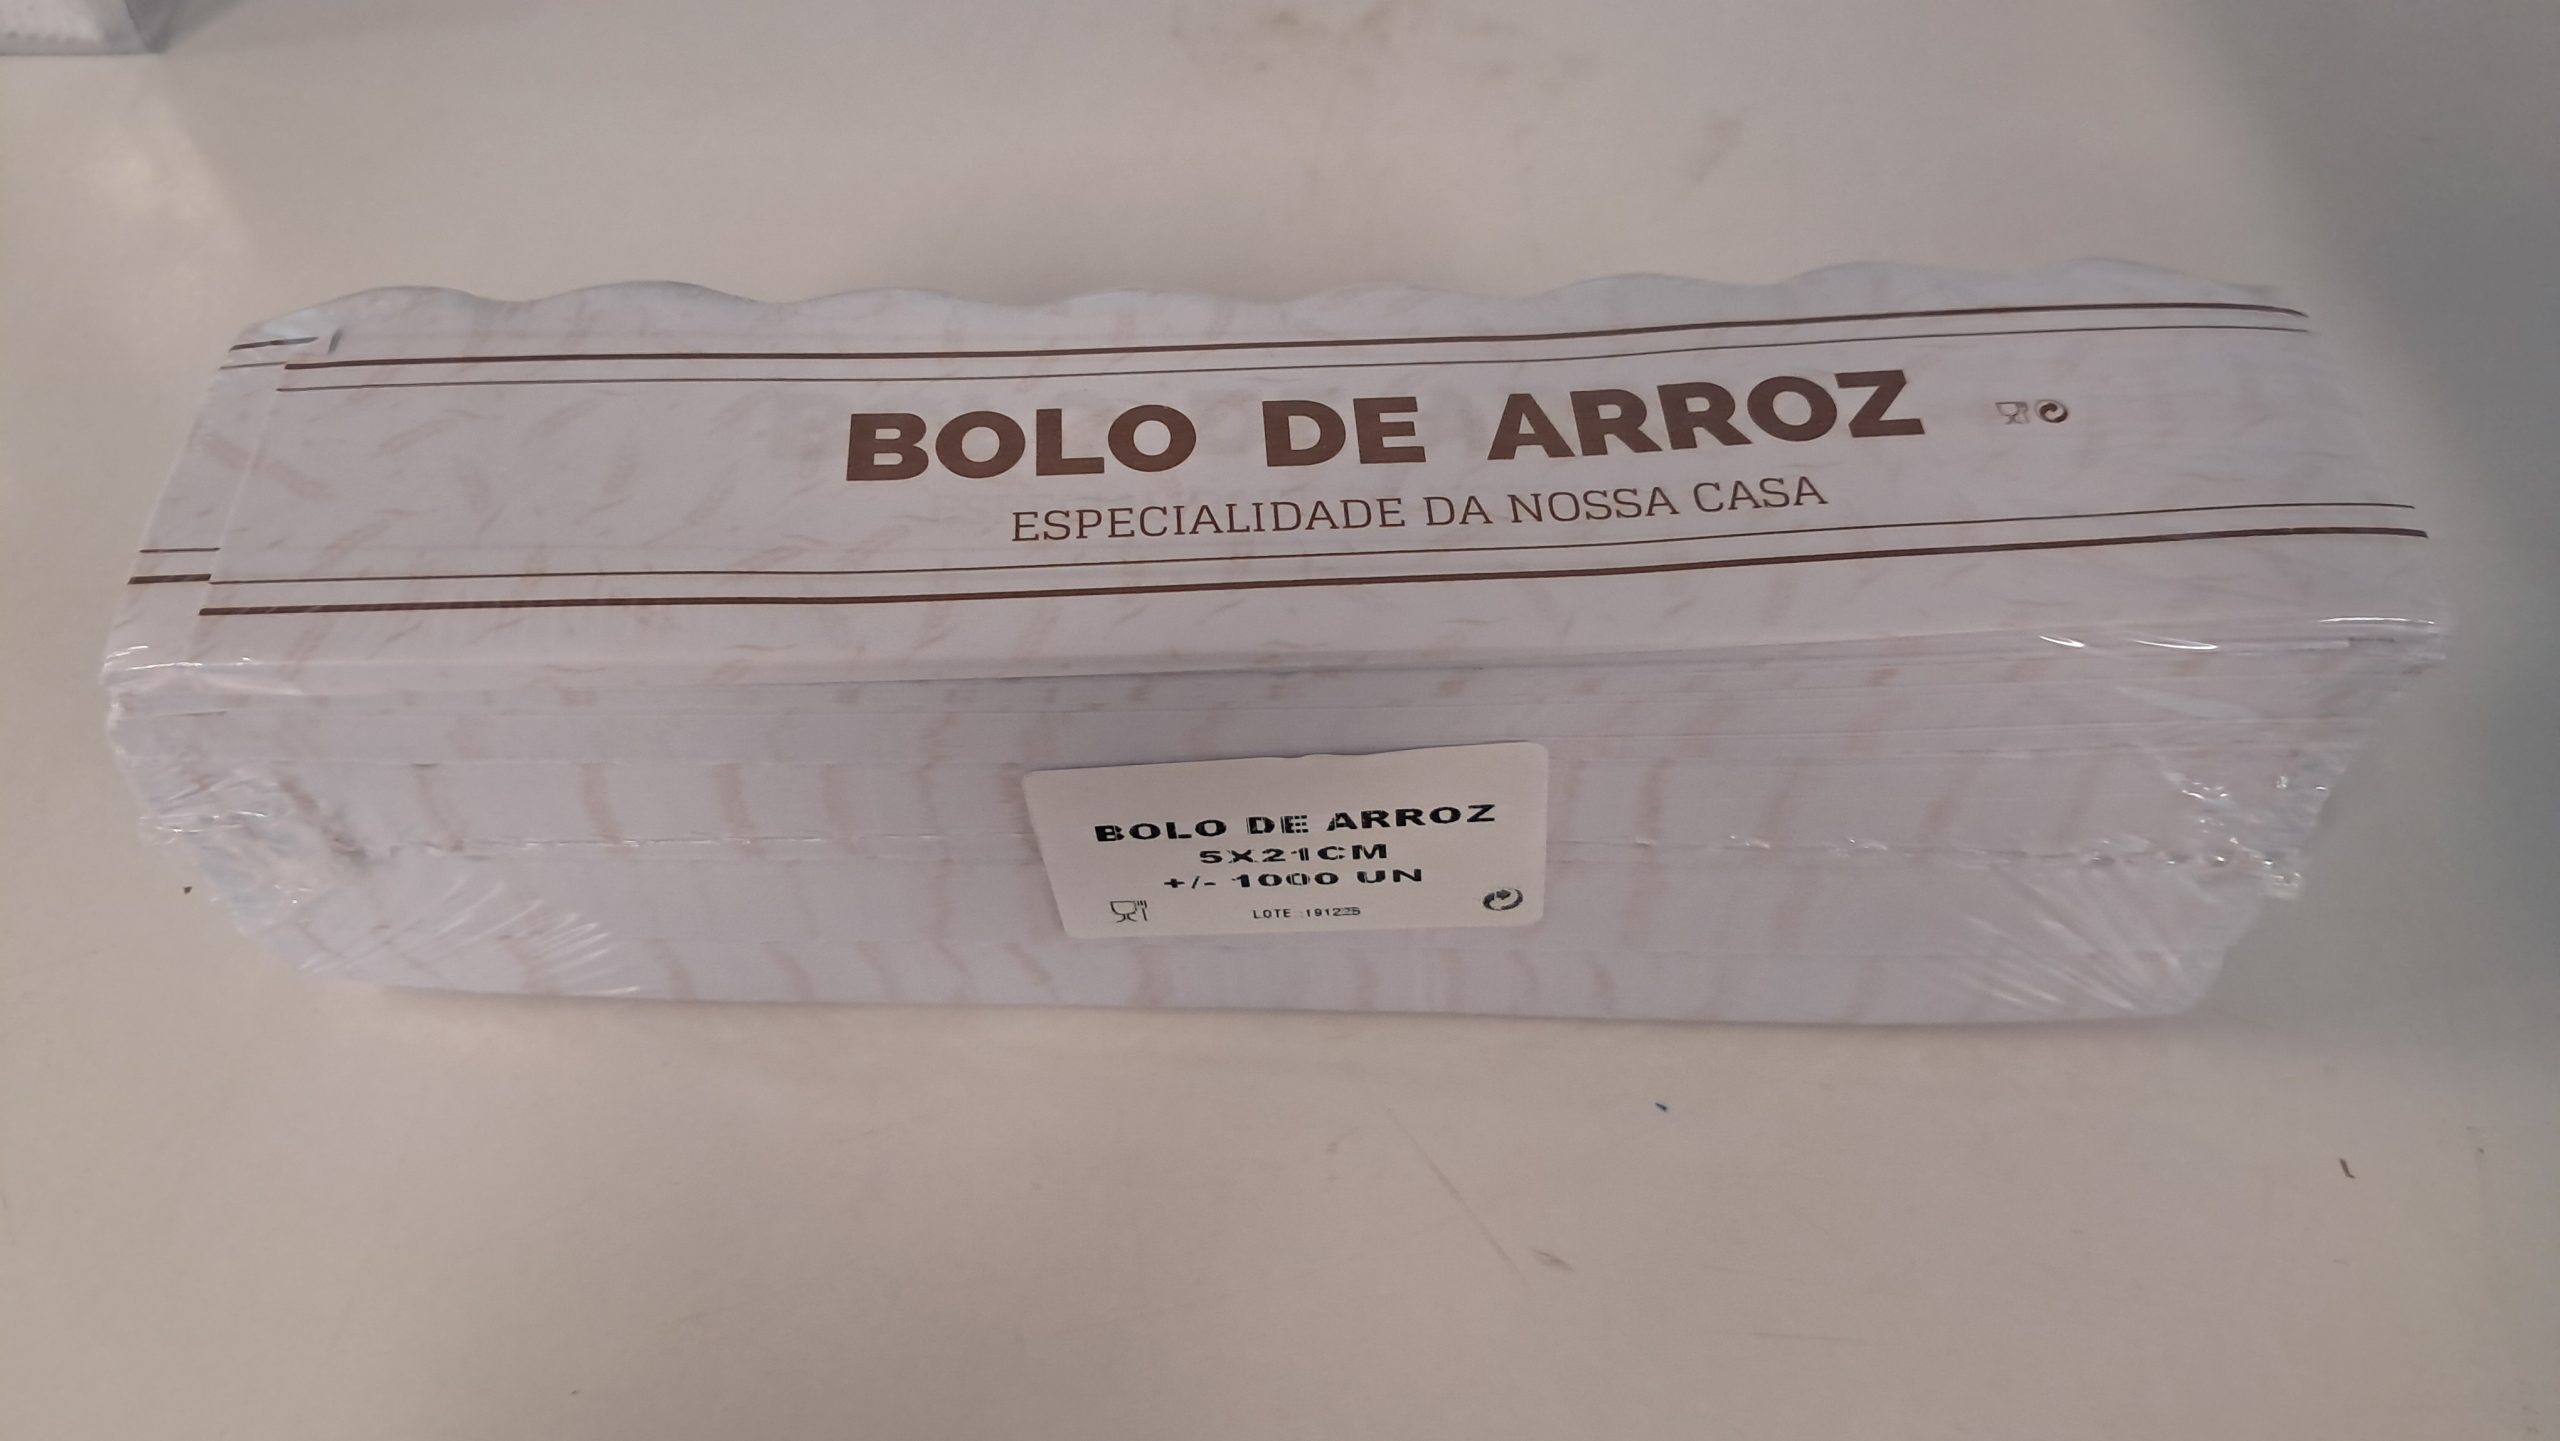 BOLO DE ARROZ
ESPECIALIDADE DA NOSSA CASA
BOLO DE ARROZ
5X21CM
+/- 1000 UN
LOTE :191225